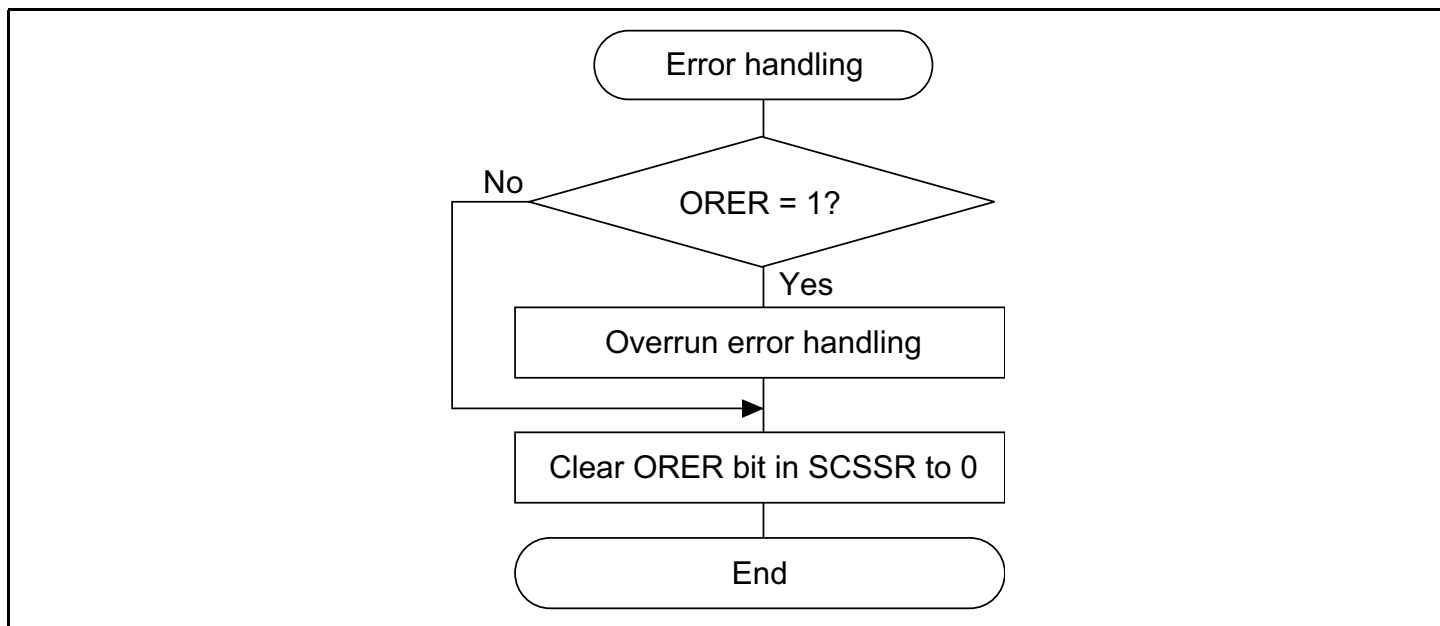 Error handling
No
ORER = 1?
Yes
Overrun error handling
Clear ORER bit in SCSSR to 0
End